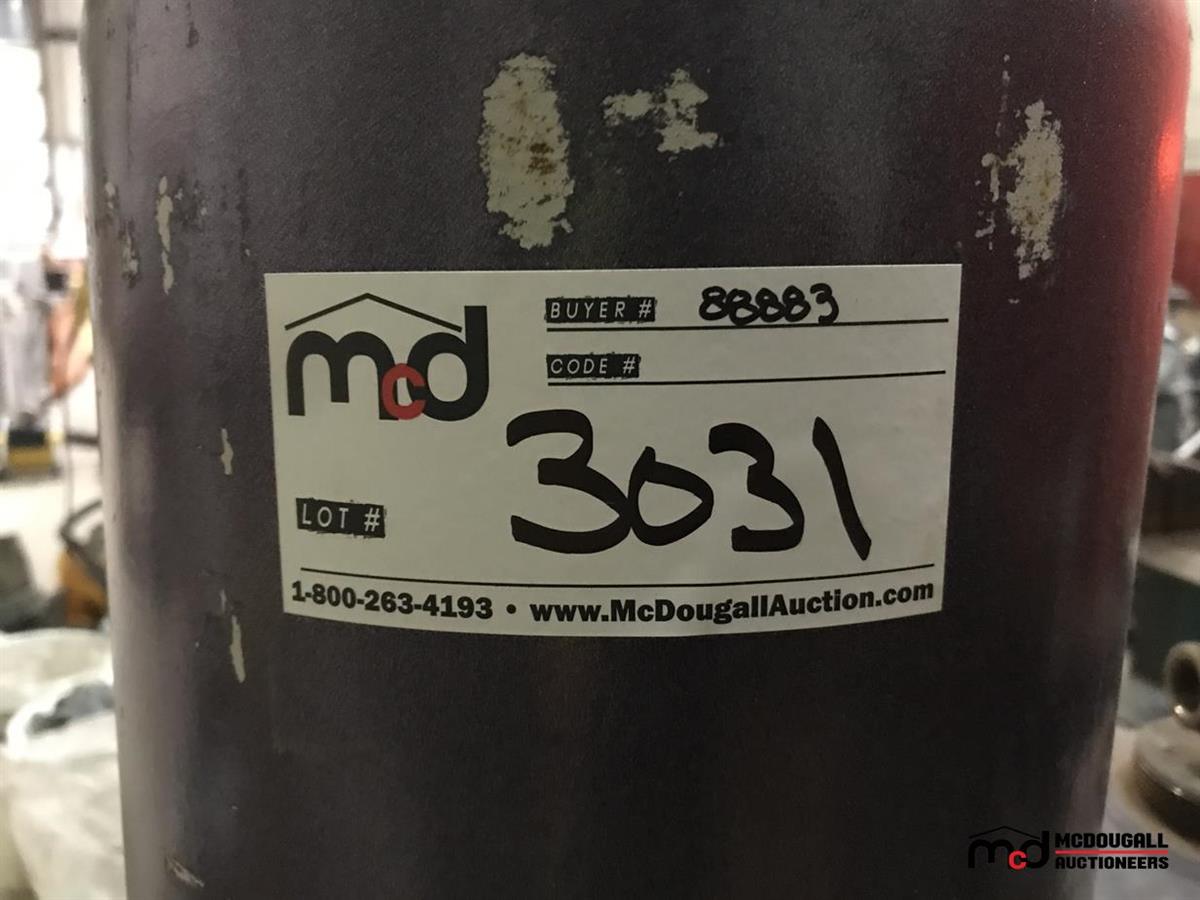 McD
BUYER # 88883
CODE #
LOT # 3031
1-800-263-4193 • www.McDougallAuction.com
McD MCDOUGALL
AUCTIONEERS